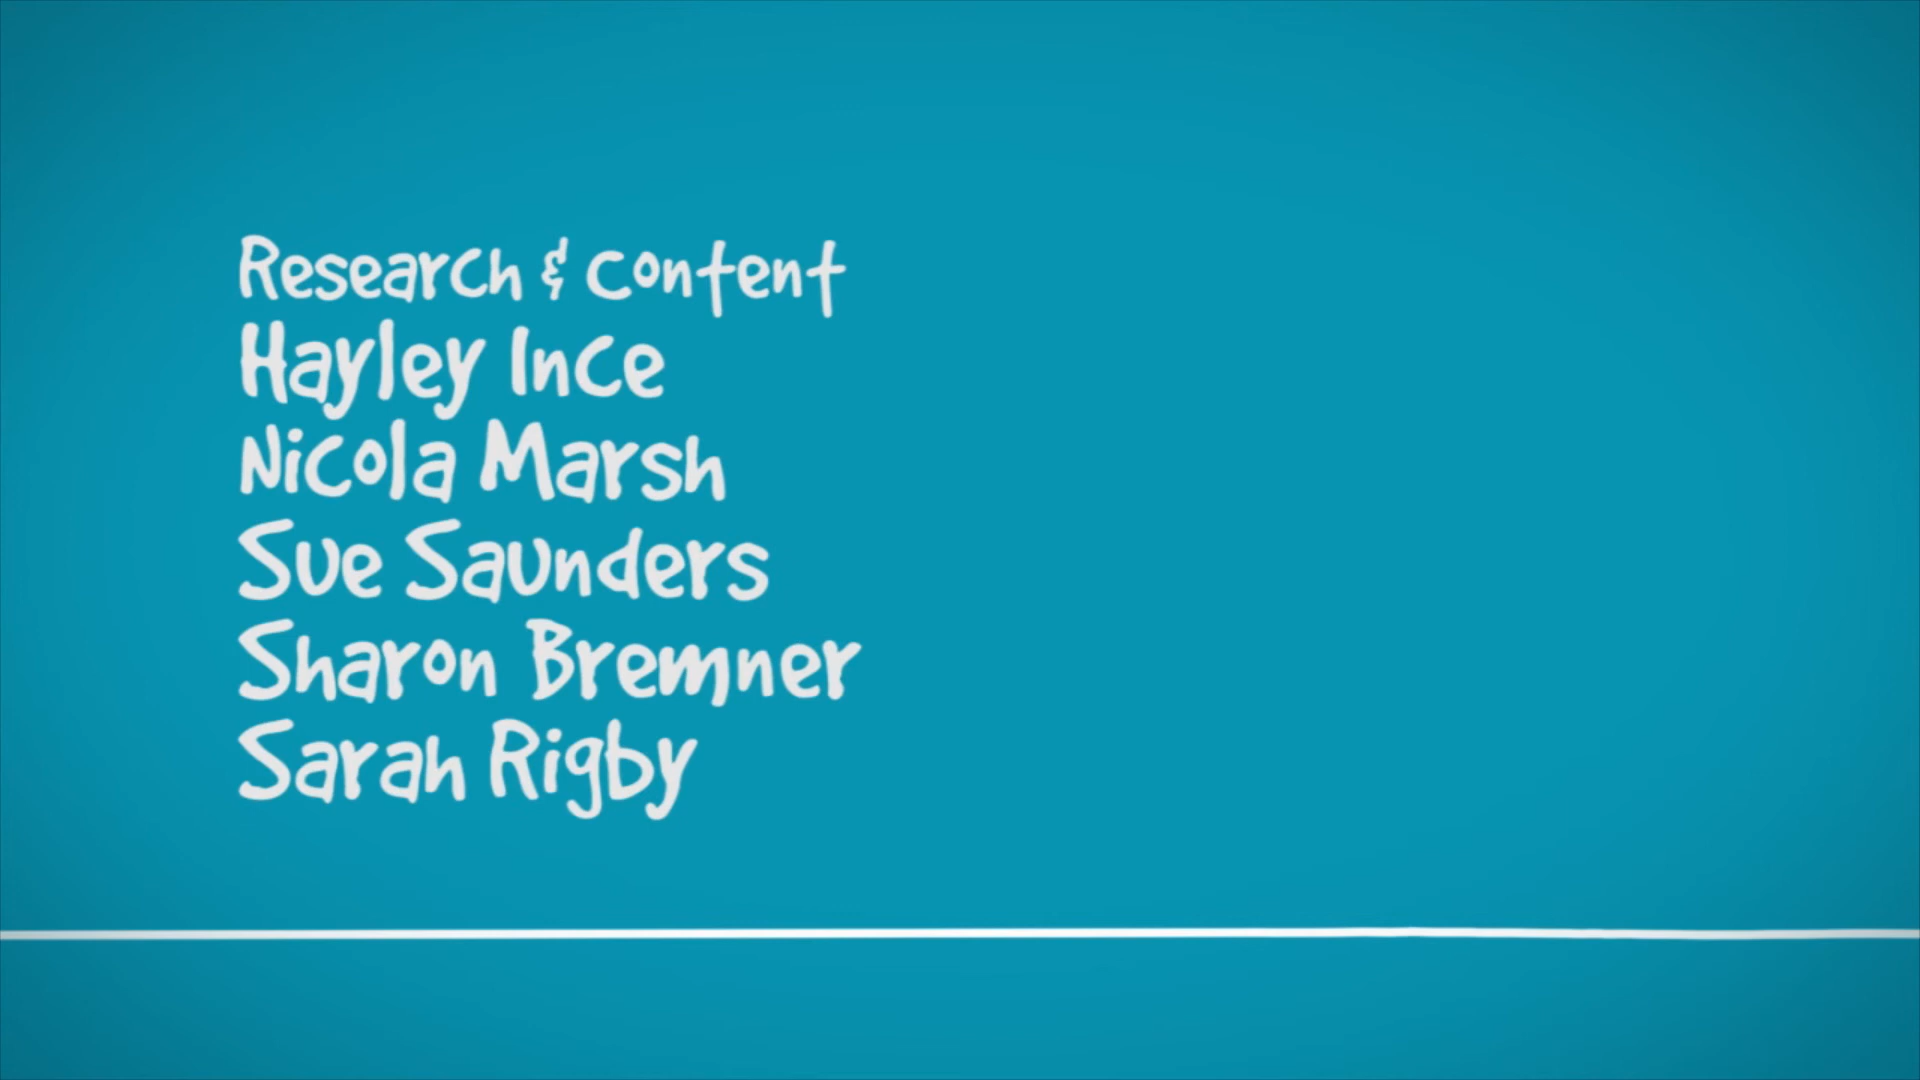 Research & Content
Hayley Ince
Nicola Marsh
Sue Saunders
Sharon Bremner
Sarah Rigby